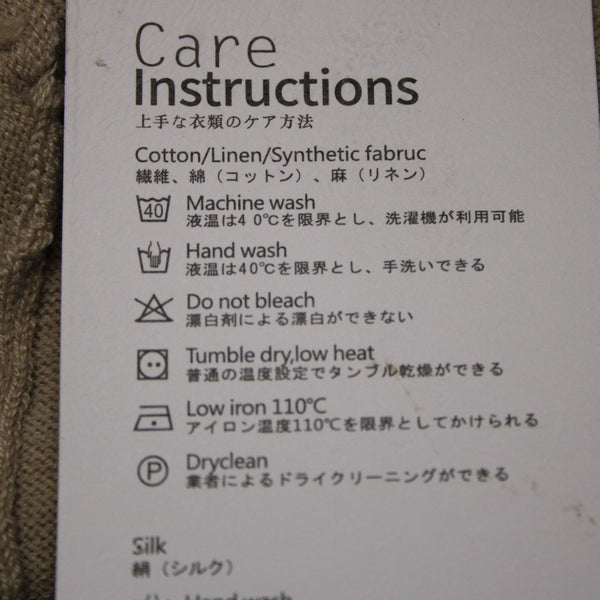 Care
Instructions
上手な衣類のケア方法
Cotton/Linen/Synthetic fabruc
繊維、綿（コットン）、麻（リネン）
40 Machine wash
液温は4 0℃を限界とし、洗濯機が利用可能
Hand wash
液温は40℃を限界とし、手洗いできる
Do not bleach
漂白剤による漂白ができない
Tumble dry,low heat
普通の温度設定でタンブル乾燥ができる
Low iron 110℃
アイロン温度110℃を限界としてかけられる
P Dryclean
業者によるドライクリーニングができる
Silk
絹（シルク）
Hand wash